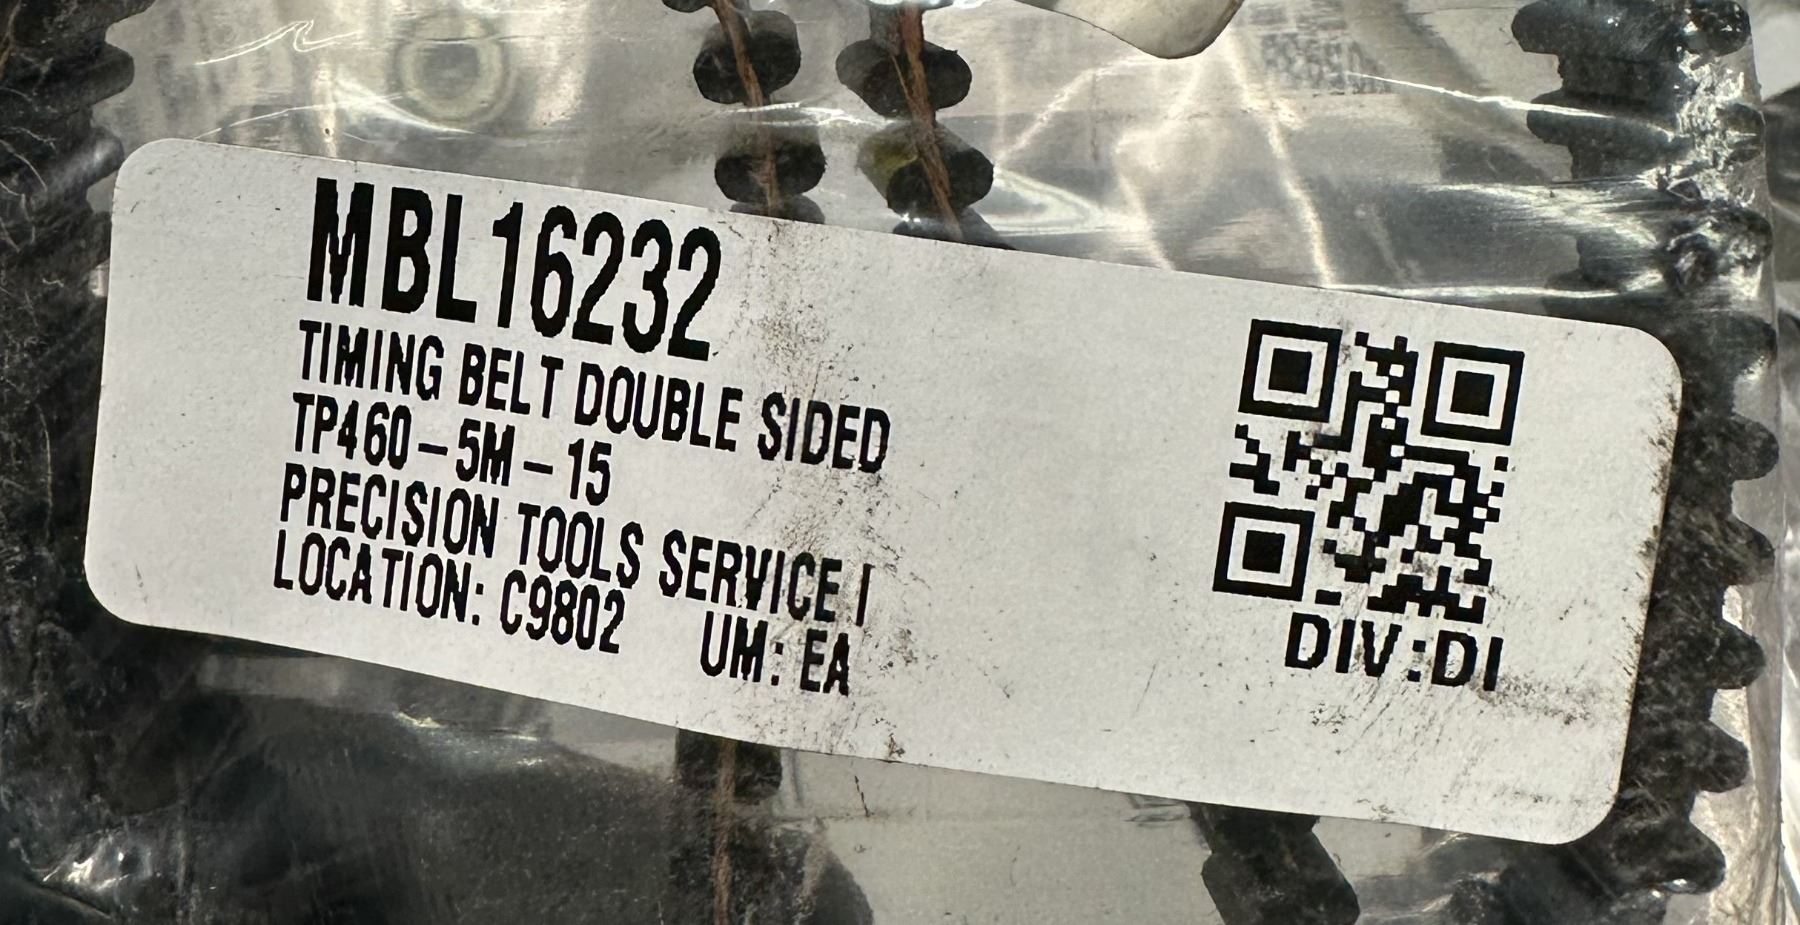 MBL16232
TIMING BELT DOUBLE SIDED
TP460-5M-15
PRECISION TOOLS SERVICE I
LOCATION: C9802 UM: EA
DIV:DI